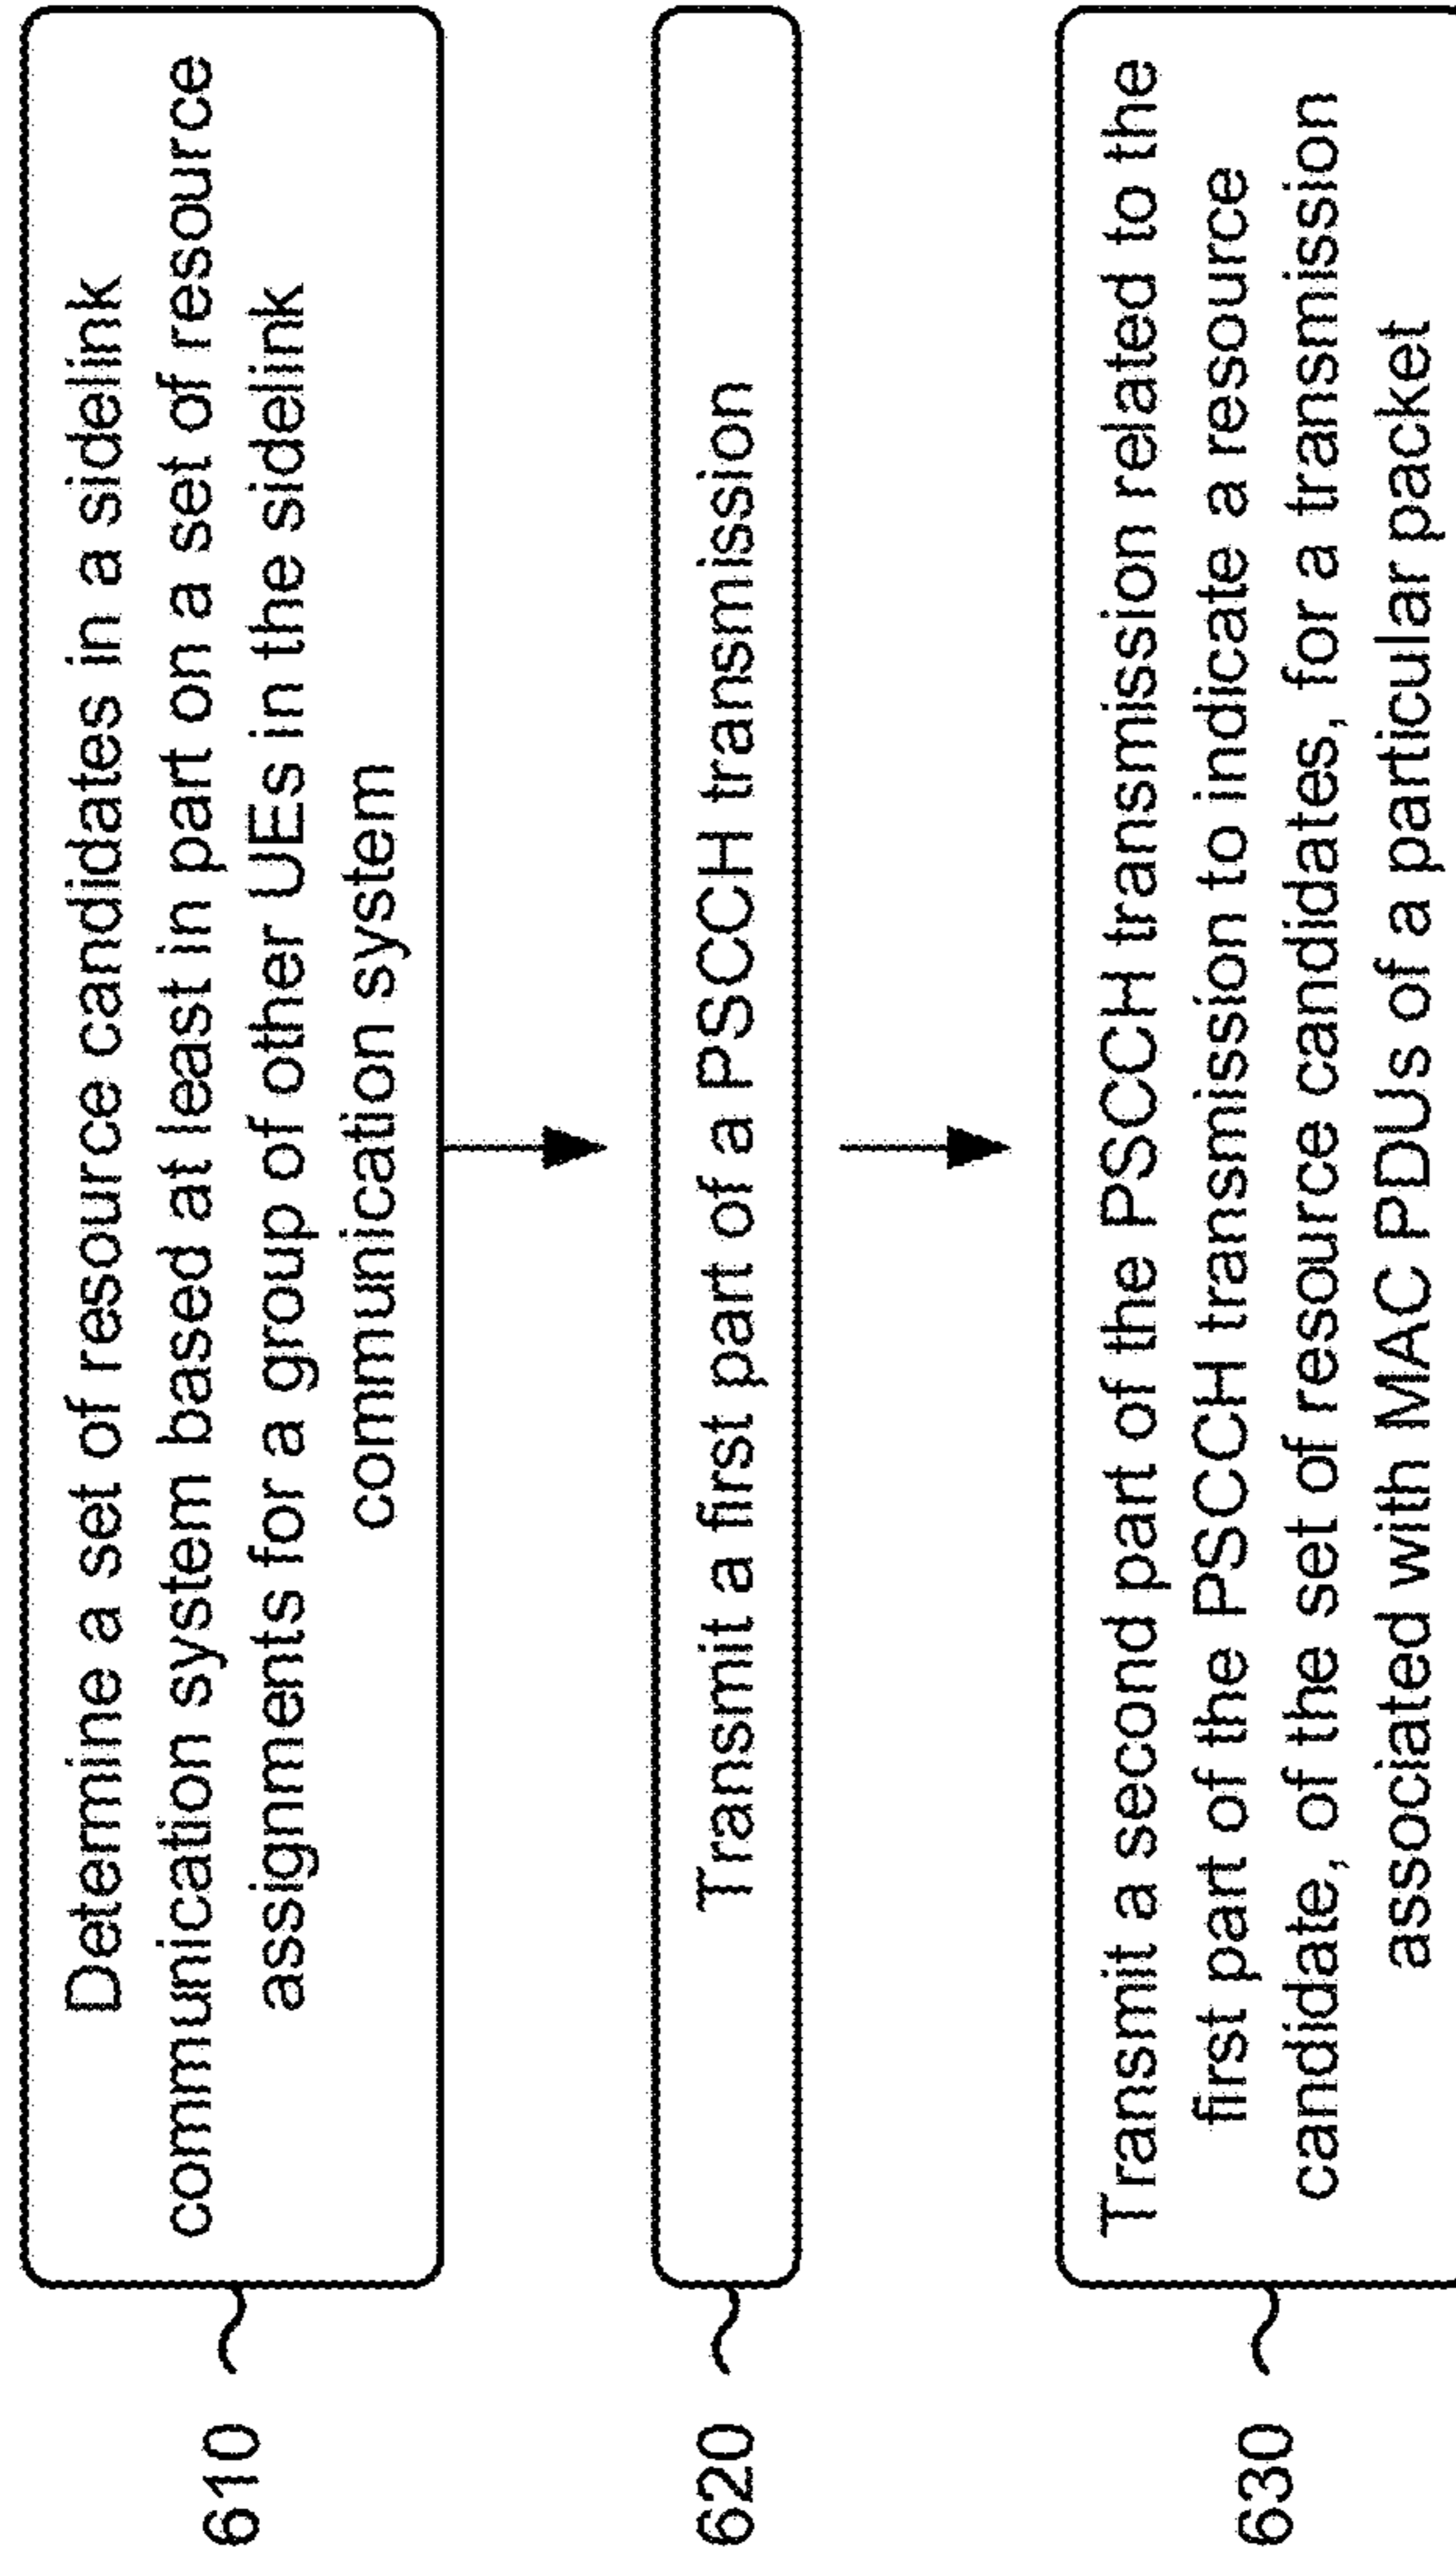 610
Determine a set of resource candidates in a sidelink
communication system based at least in part on a set of resource
assignments for a group of other UEs in the sidelink
communication system
620
Transmit a first part of a PSCCH transmission
630
Transmit a second part of the PSCCH transmission related to the
first part of the PSCCH transmission to indicate a resource
candidate, of the set of resource candidates, for a transmission
associated with MAC PDUs of a particular packet